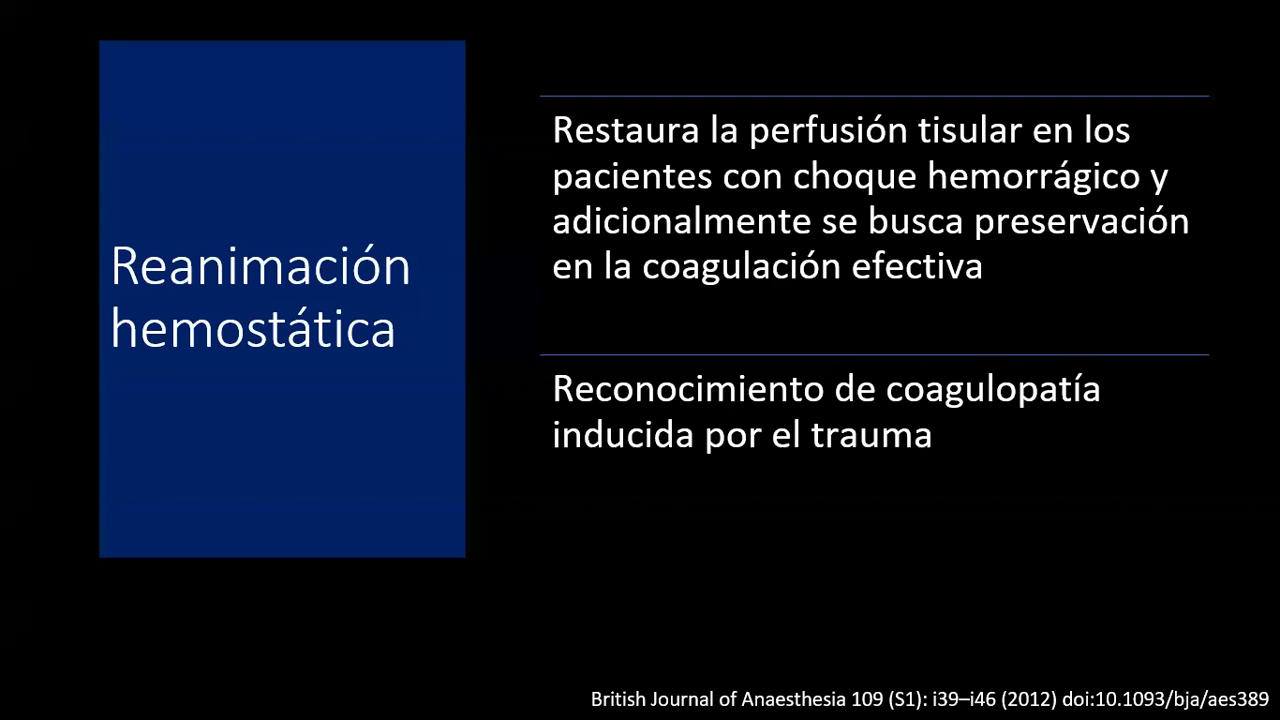 Reanimación
hemostática
Restaura la perfusión tisular en los
pacientes con choque hemorrágico y
adicionalmente se busca preservación
en la coagulación efectiva
Reconocimiento de coagulopatía
inducida por el trauma
British Journal of Anaesthesia 109 (S1): i39–i46 (2012) doi:10.1093/bja/aes389